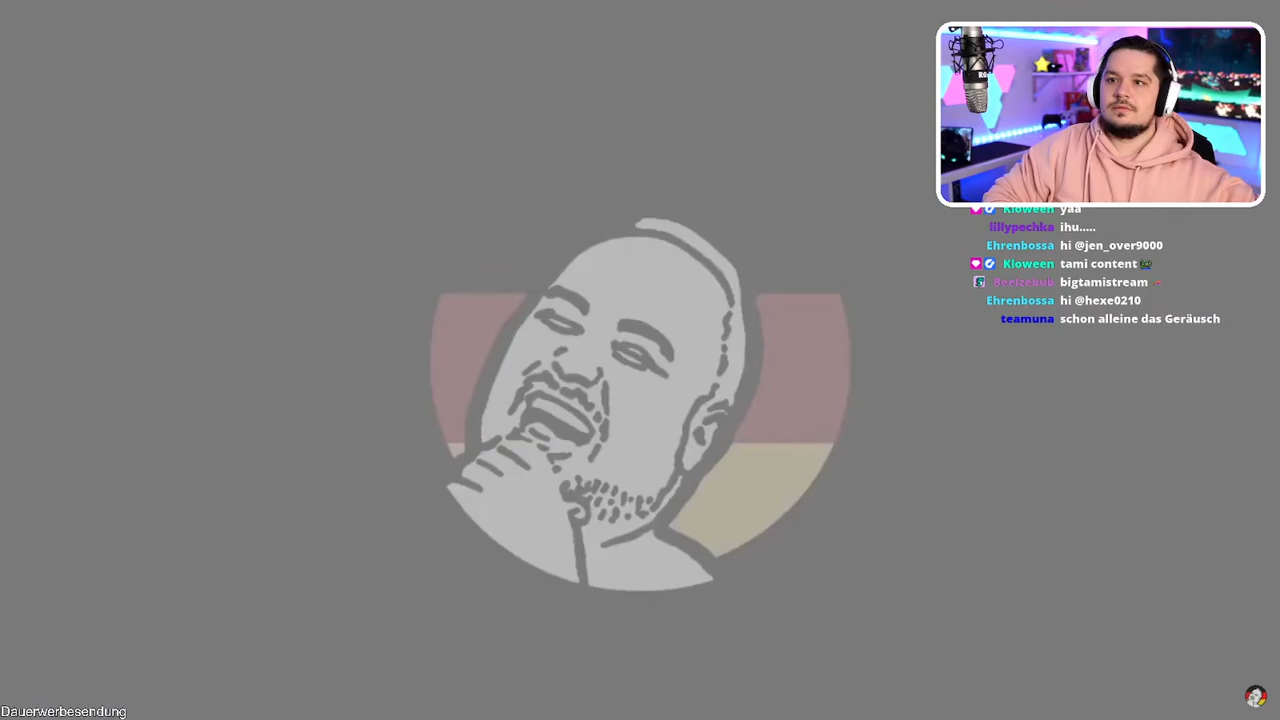 Kloween yaa
lillypechka ihu.....
Ehrenbossa hi @jen_over9000
Kloween tami content
Beelzebub bigtamistream
Ehrenbossa hi @hexe0210
teamuna schon alleine das Geräusch
Dauerwerbesendung